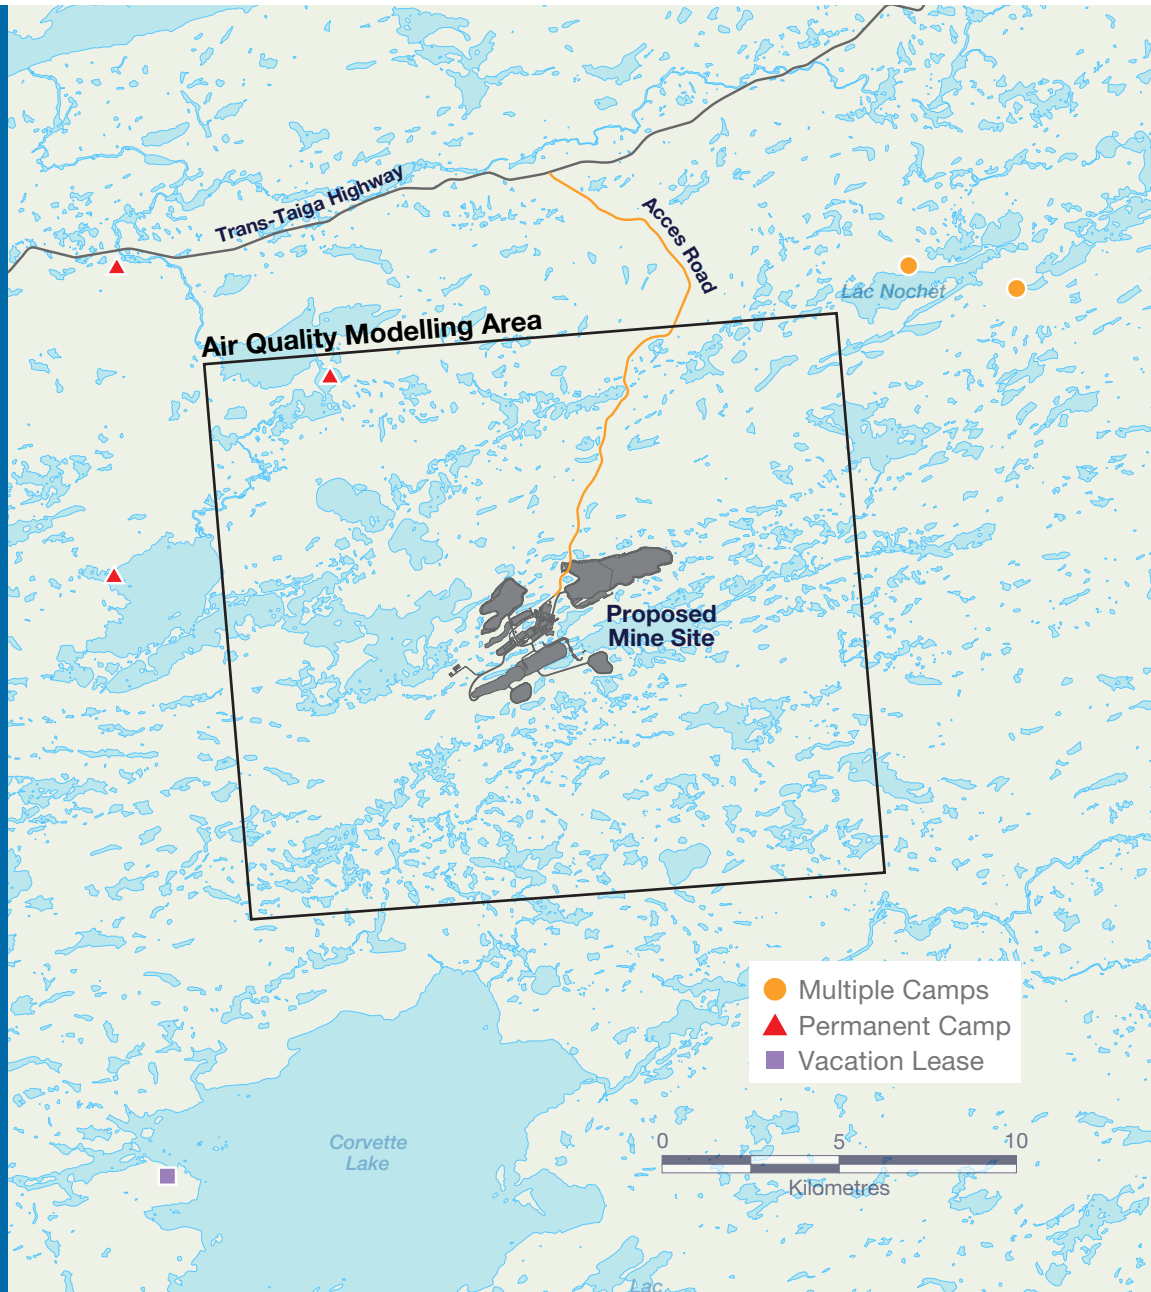 Trans-Taiga Highway
Acces Road
Lac Nochet
Air Quality Modelling Area
Proposed
Mine Site
Multiple Camps
Permanent Camp
Vacation Lease
Corvette
Lake
0 5 10
Kilometres
Lac